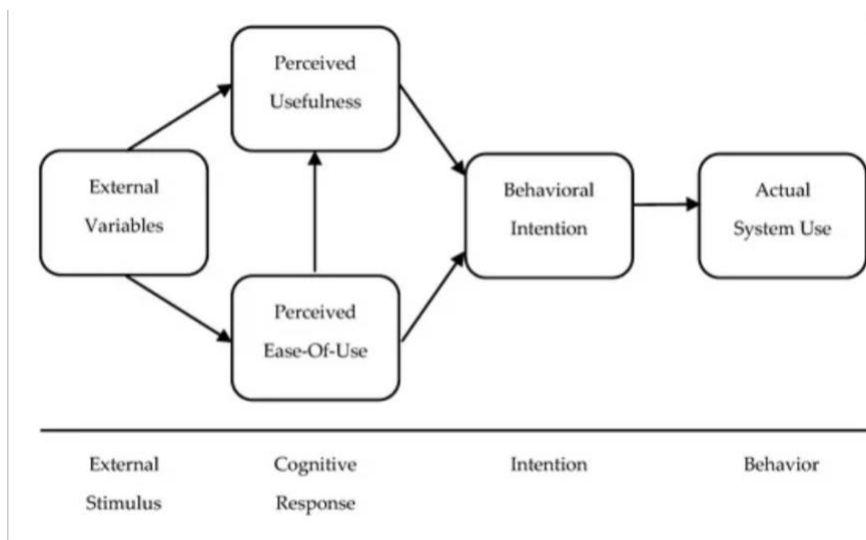 Perceived
Usefulness
External
Variables
Behavioral
Intention
Actual
System Use
Perceived
Ease-Of-Use
External
Stimulus
Cognitive
Response
Intention
Behavior